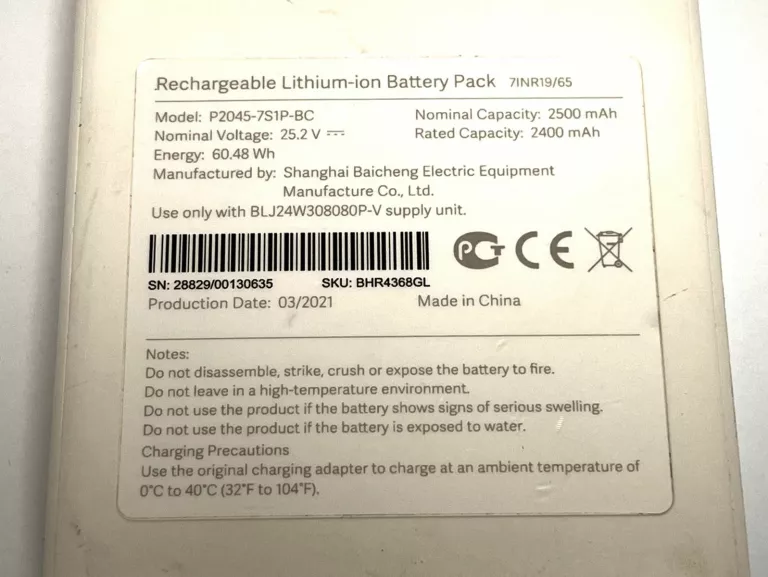 Rechargeable Lithium-ion Battery Pack 7INR19/65
Model: P2045-7S1P-BC
Nominal Capacity: 2500 mAh
Nominal Voltage: 25.2 V
Rated Capacity: 2400 mAh
Energy: 60.48 Wh
Manufactured by: Shanghai Baicheng Electric Equipment
Manufacture Co., Ltd.
Use only with BLJ24W308080P-V supply unit.
PCT CE
SN: 28829/00130635 SKU: BHR4368GL
Production Date: 03/2021 Made in China
Notes:
Do not disassemble, strike, crush or expose the battery to fire.
Do not leave in a high-temperature environment.
Do not use the product if the battery shows signs of serious swelling.
Do not use the product if the battery is exposed to water.
Charging Precautions
Use the original charging adapter to charge at an ambient temperature of
0°C to 40°C (32°F to 104°F).